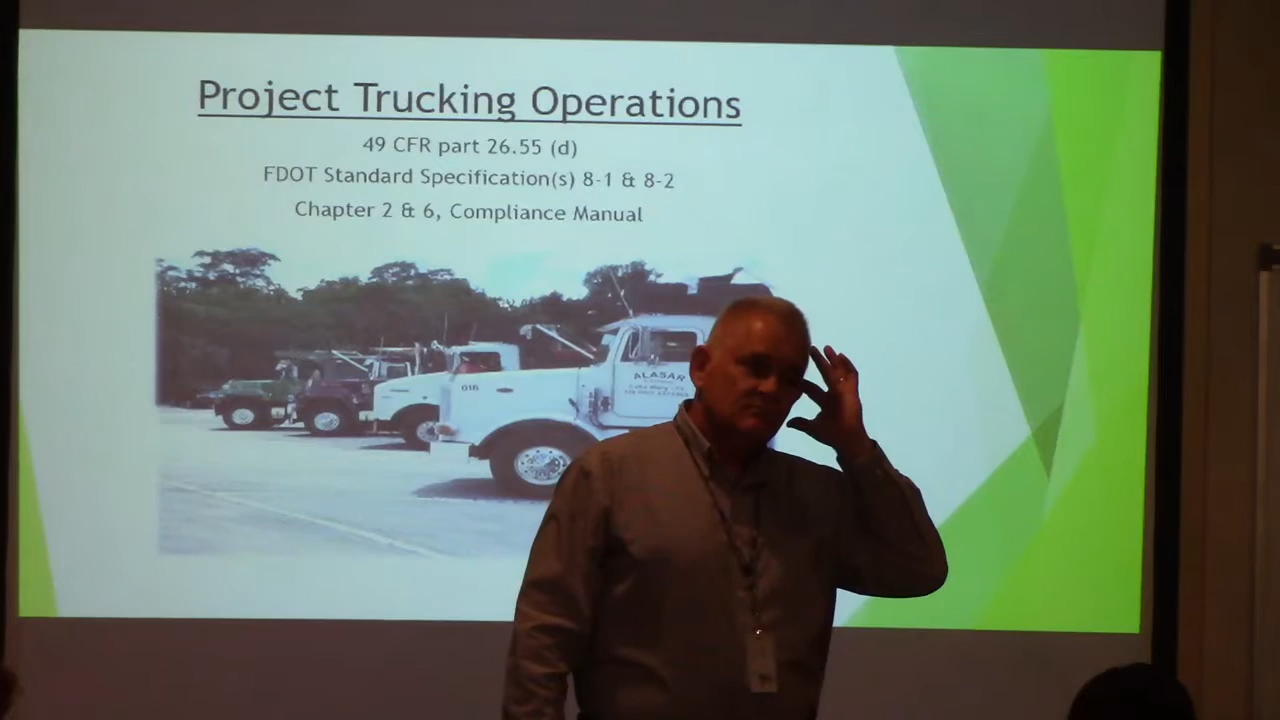 Project Trucking Operations
49 CFR part 26.55 (d)
FDOT Standard Specification(s) 8-1 & 8-2
Chapter 2 & 6, Compliance Manual
ALASAR
016